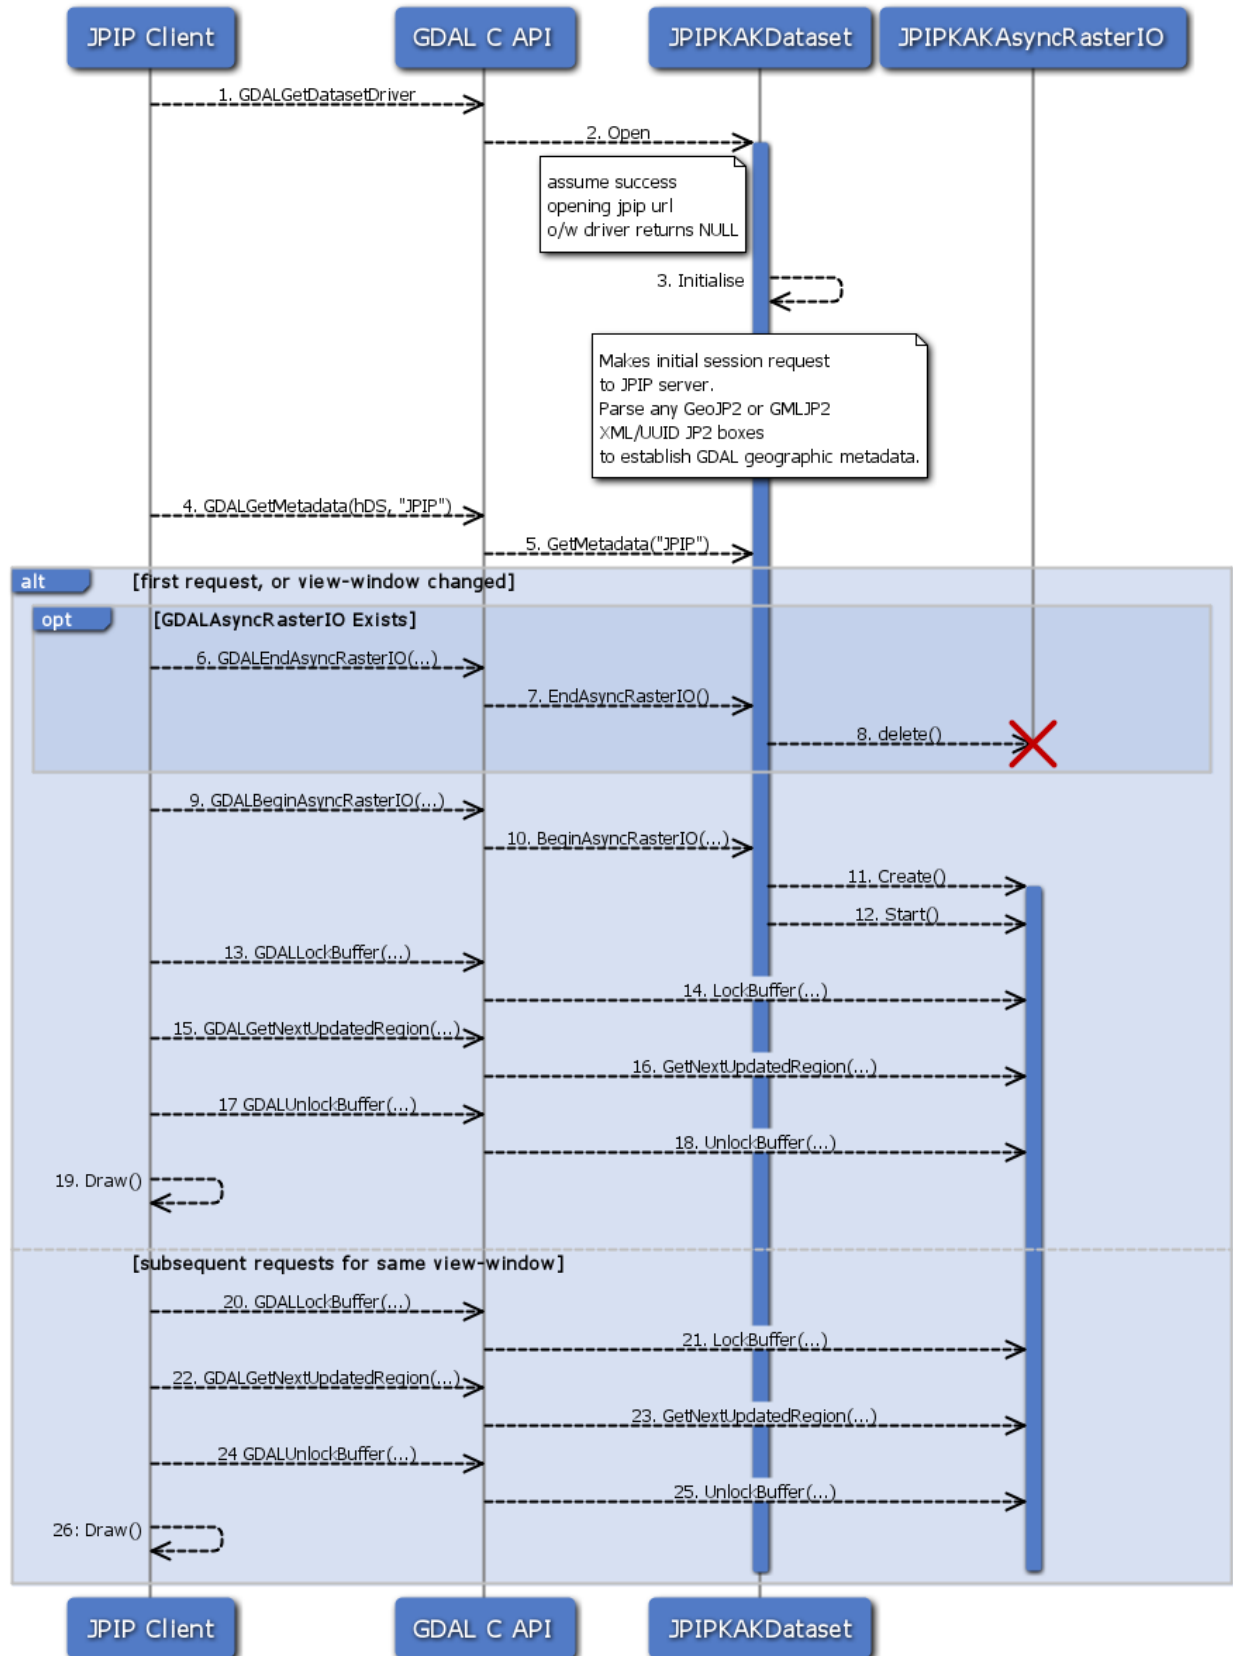 JPIP Client
GDAL C API
JPIPKAKDataset
JPIPKAKAsyncRasterIO
1. GDALGetDatasetDriver
2. Open
assume success
opening jpip url
o/w driver returns NULL
3. Initialise
Makes initial session request
to JPIP server.
Parse any GeoJP2 or GMLJP2
XML/UUID JP2 boxes
to establish GDAL geographic metadata.
4. GDALGetMetadata(hDS, "JPIP")
5. GetMetadata("JPIP")
alt
[first request, or view-window changed]
opt
[GDALAsyncRasterIO Exists]
6. GDALEndAsyncRasterIO(...)
7. EndAsyncRasterIO()
8. delete()
9. GDALBeginAsyncRasterIO(...)
10. BeginAsyncRasterIO(...)
11. Create()
12. Start()
13. GDALLockBuffer(...)
14. LockBuffer(...)
15. GDALGetNextUpdatedRegion(...)
16. GetNextUpdatedRegion(...)
17 GDALUnlockBuffer(...)
18. UnlockBuffer(...)
19. Draw()
[subsequent requests for same view-window]
20. GDALLockBuffer(...)
21. LockBuffer(...)
22. GDALGetNextUpdatedRegion(...)
23. GetNextUpdatedRegion(...)
24 GDALUnlockBuffer(...)
25. UnlockBuffer(...)
26: Draw()
JPIP Client
GDAL C API
JPIPKAKDataset